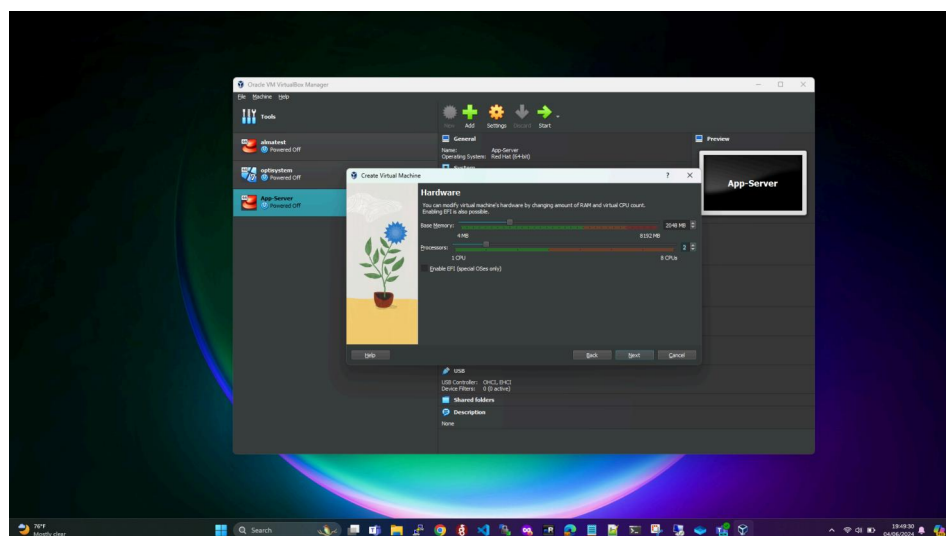 Oracle VM VirtualBox Manager
File Machine Help
Tools
New Add Settings Discard Start
almatest
Powered Off
optinystem
Powered Off
App-Server
Powered Off
General
Name: App-Server
Operating System: Red Hat (64-bit)
Preview
App-Server
Create Virtual Machine
Hardware
You can modify virtual machine's hardware by changing amount of RAM and virtual CPU count.
Enabling EFI is also possible.
Base Memory: 2048 MB
4 MB 8192 MB
Processors: 2
1 CPU 8 CPUs
Enable EFI (special OSes only)
Help Back Next Cancel
USB
USB Controller: OHCI, EHCI
Device Filters: 0 (0 active)
Shared folders
Description
None
76°F
Mostly clear
Search
19:49:30
04/06/2024